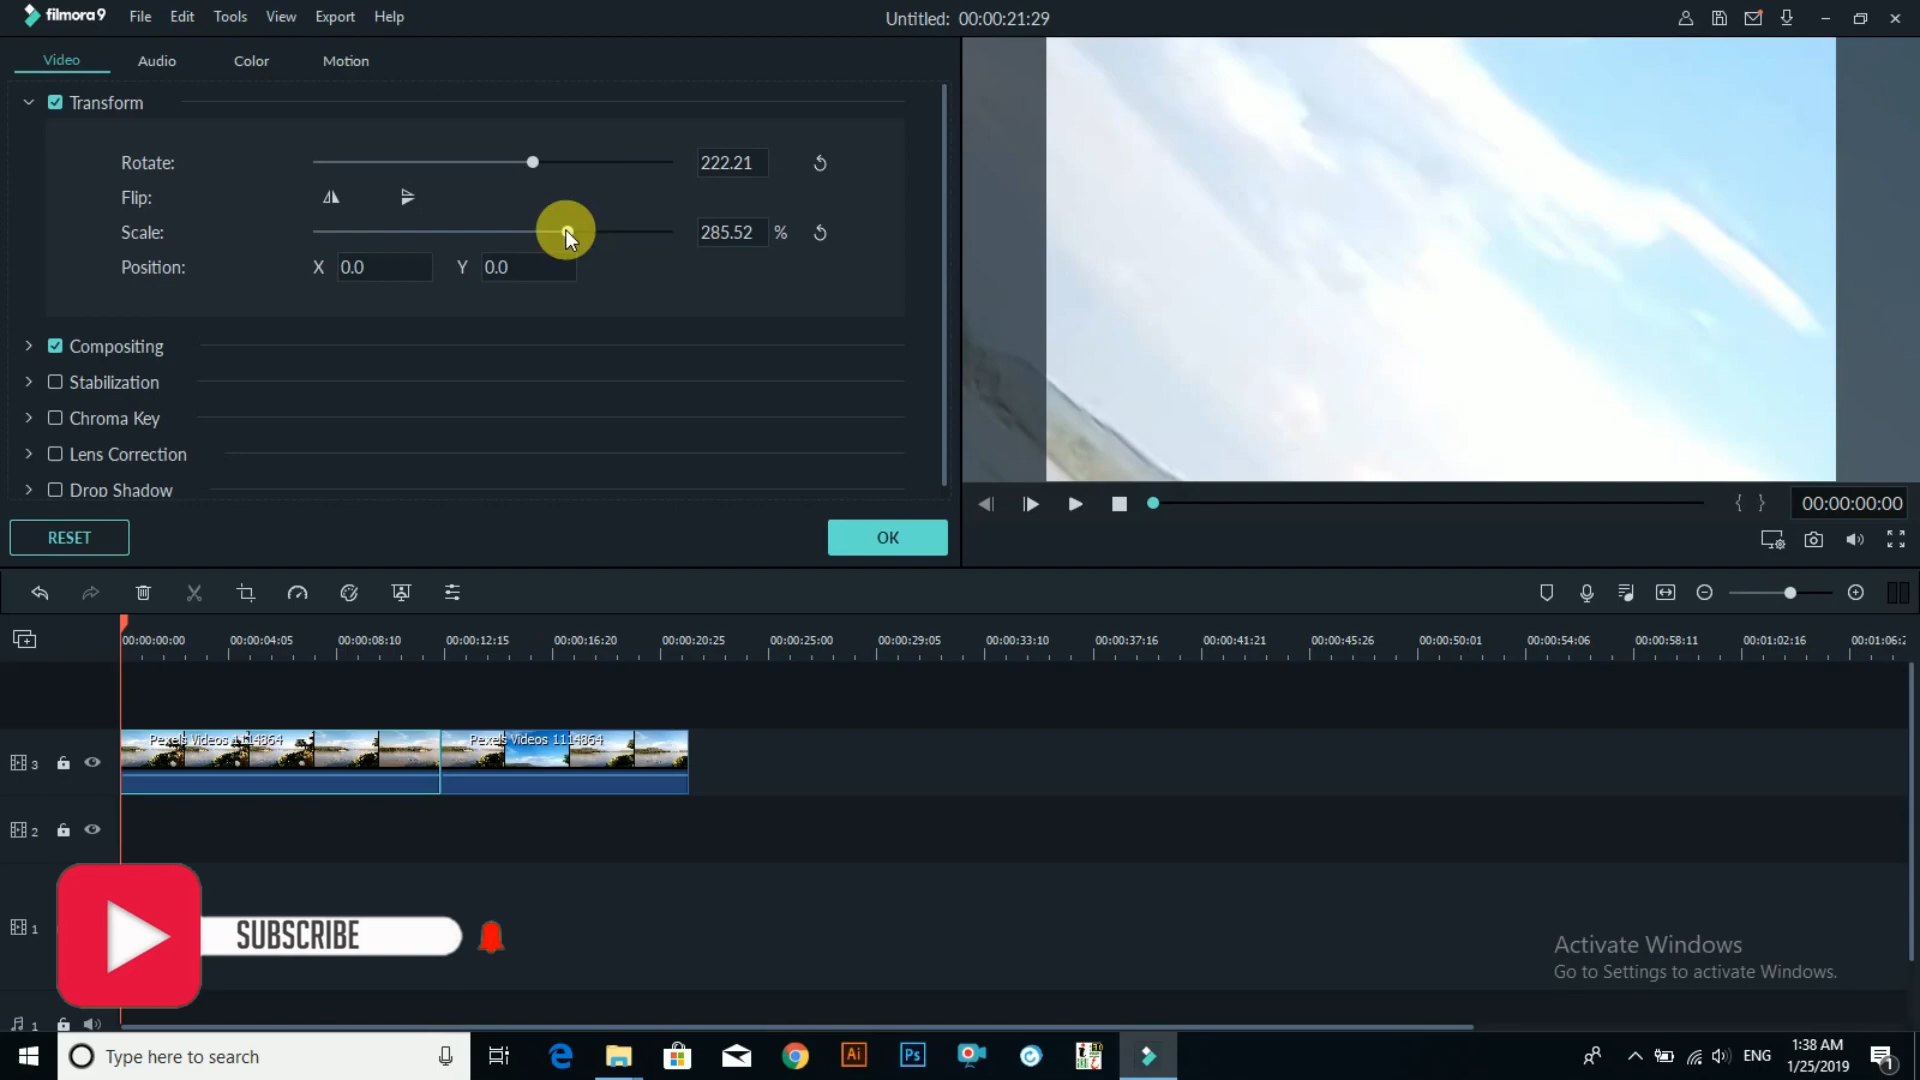 filmora9 File Edit Tools View Export Help Untitled: 00:00:21:29
Video Audio Color Motion
Transform
Rotate: 222.21
Flip:
Scale: 285.52 %
Position: X 0.0 Y 0.0
Compositing
Stabilization
Chroma Key
Lens Correction
Drop Shadow
{ } 00:00:00:00
RESET OK
00:00:00:00 00:00:04:05 00:00:08:10 00:00:12:15 00:00:16:20 00:00:20:25 00:00:25:00 00:00:29:05 00:00:33:10 00:00:37:16 00:00:41:21 00:00:45:26 00:00:50:01 00:00:54:06 00:00:58:11 00:01:02:16 00:01:06:2
Pexels Videos 1114864 Pexels Videos 1114864
3
2
1
SUBSCRIBE
Activate Windows
Go to Settings to activate Windows.
1
Type here to search Ai Ps ENG 1:38 AM
1/25/2019 1